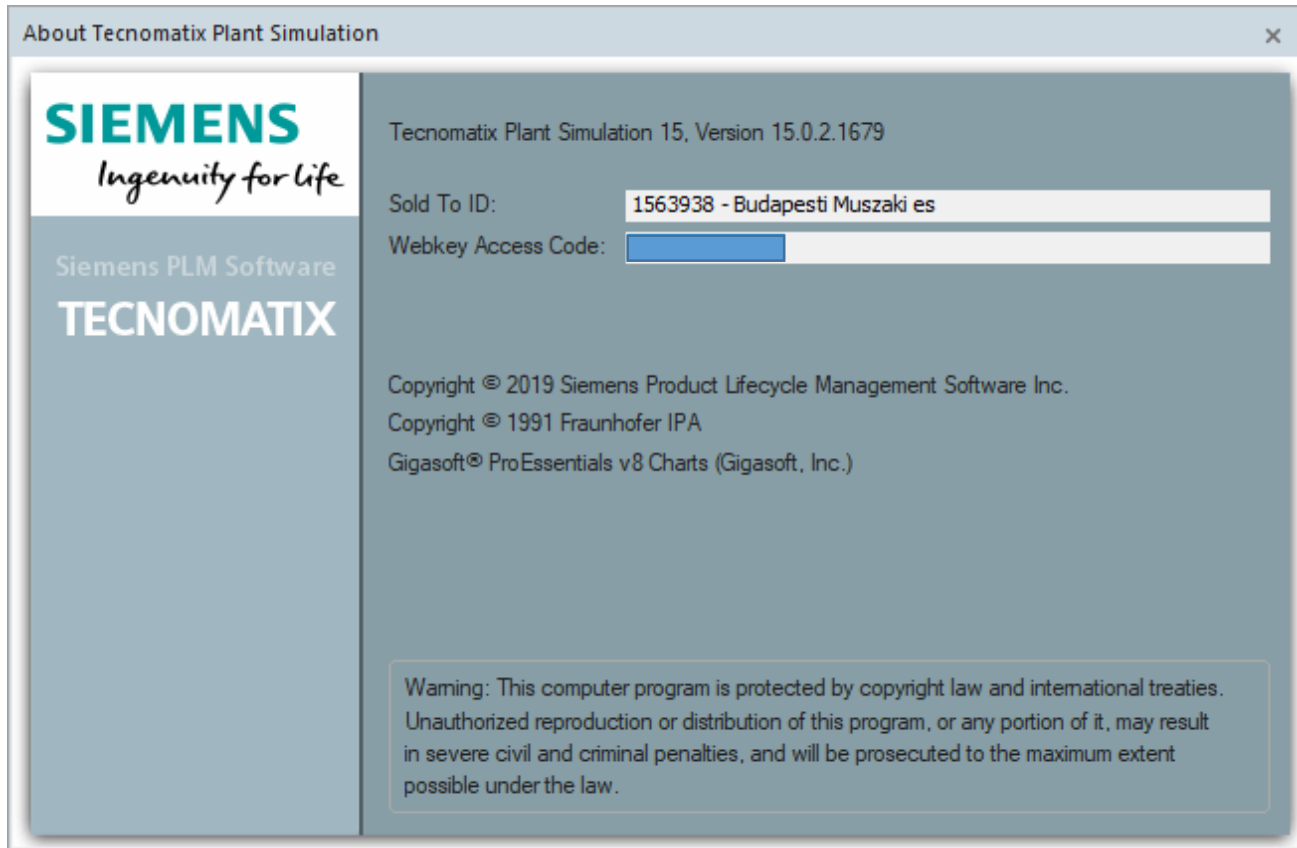 About Tecnomatix Plant Simulation
SIEMENS
Ingenuity for life
Siemens PLM Software
TECNOMATIX
Tecnomatix Plant Simulation 15, Version 15.0.2.1679
Sold To ID: 1563938 - Budapesti Muszaki es
Webkey Access Code:
Copyright © 2019 Siemens Product Lifecycle Management Software Inc.
Copyright © 1991 Fraunhofer IPA
Gigasoft® ProEssentials v8 Charts (Gigasoft, Inc.)
Warning: This computer program is protected by copyright law and international treaties.
Unauthorized reproduction or distribution of this program, or any portion of it, may result
in severe civil and criminal penalties, and will be prosecuted to the maximum extent
possible under the law.